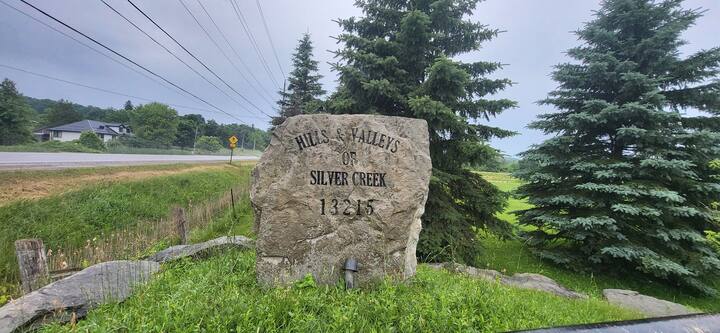 HILLS & VALLEYS
OF
SILVER CREEK
13215